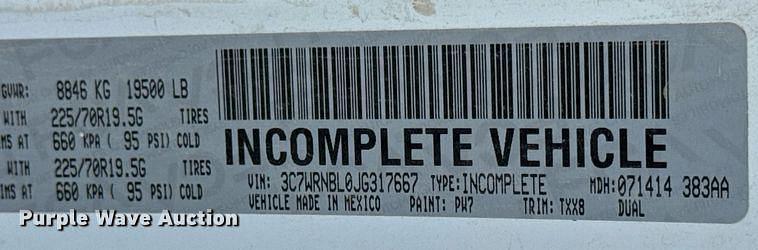 GVWR: 8846 KG 19500 LB
WITH 225/70R19.5G TIRES
IMS AT 660 KPA ( 95 PSI) COLD
WITH 225/70R19.5G TIRES
IMS AT 660 KPA ( 95 PSI) COLD
INCOMPLETE VEHICLE
VIN: 3C7WRNBL0JG317667 TYPE:INCOMPLETE MDH:071414 383AA
VEHICLE MADE IN MEXICO PAINT: PW7 TRIM: TXX8 DUAL
Purple Wave Auction